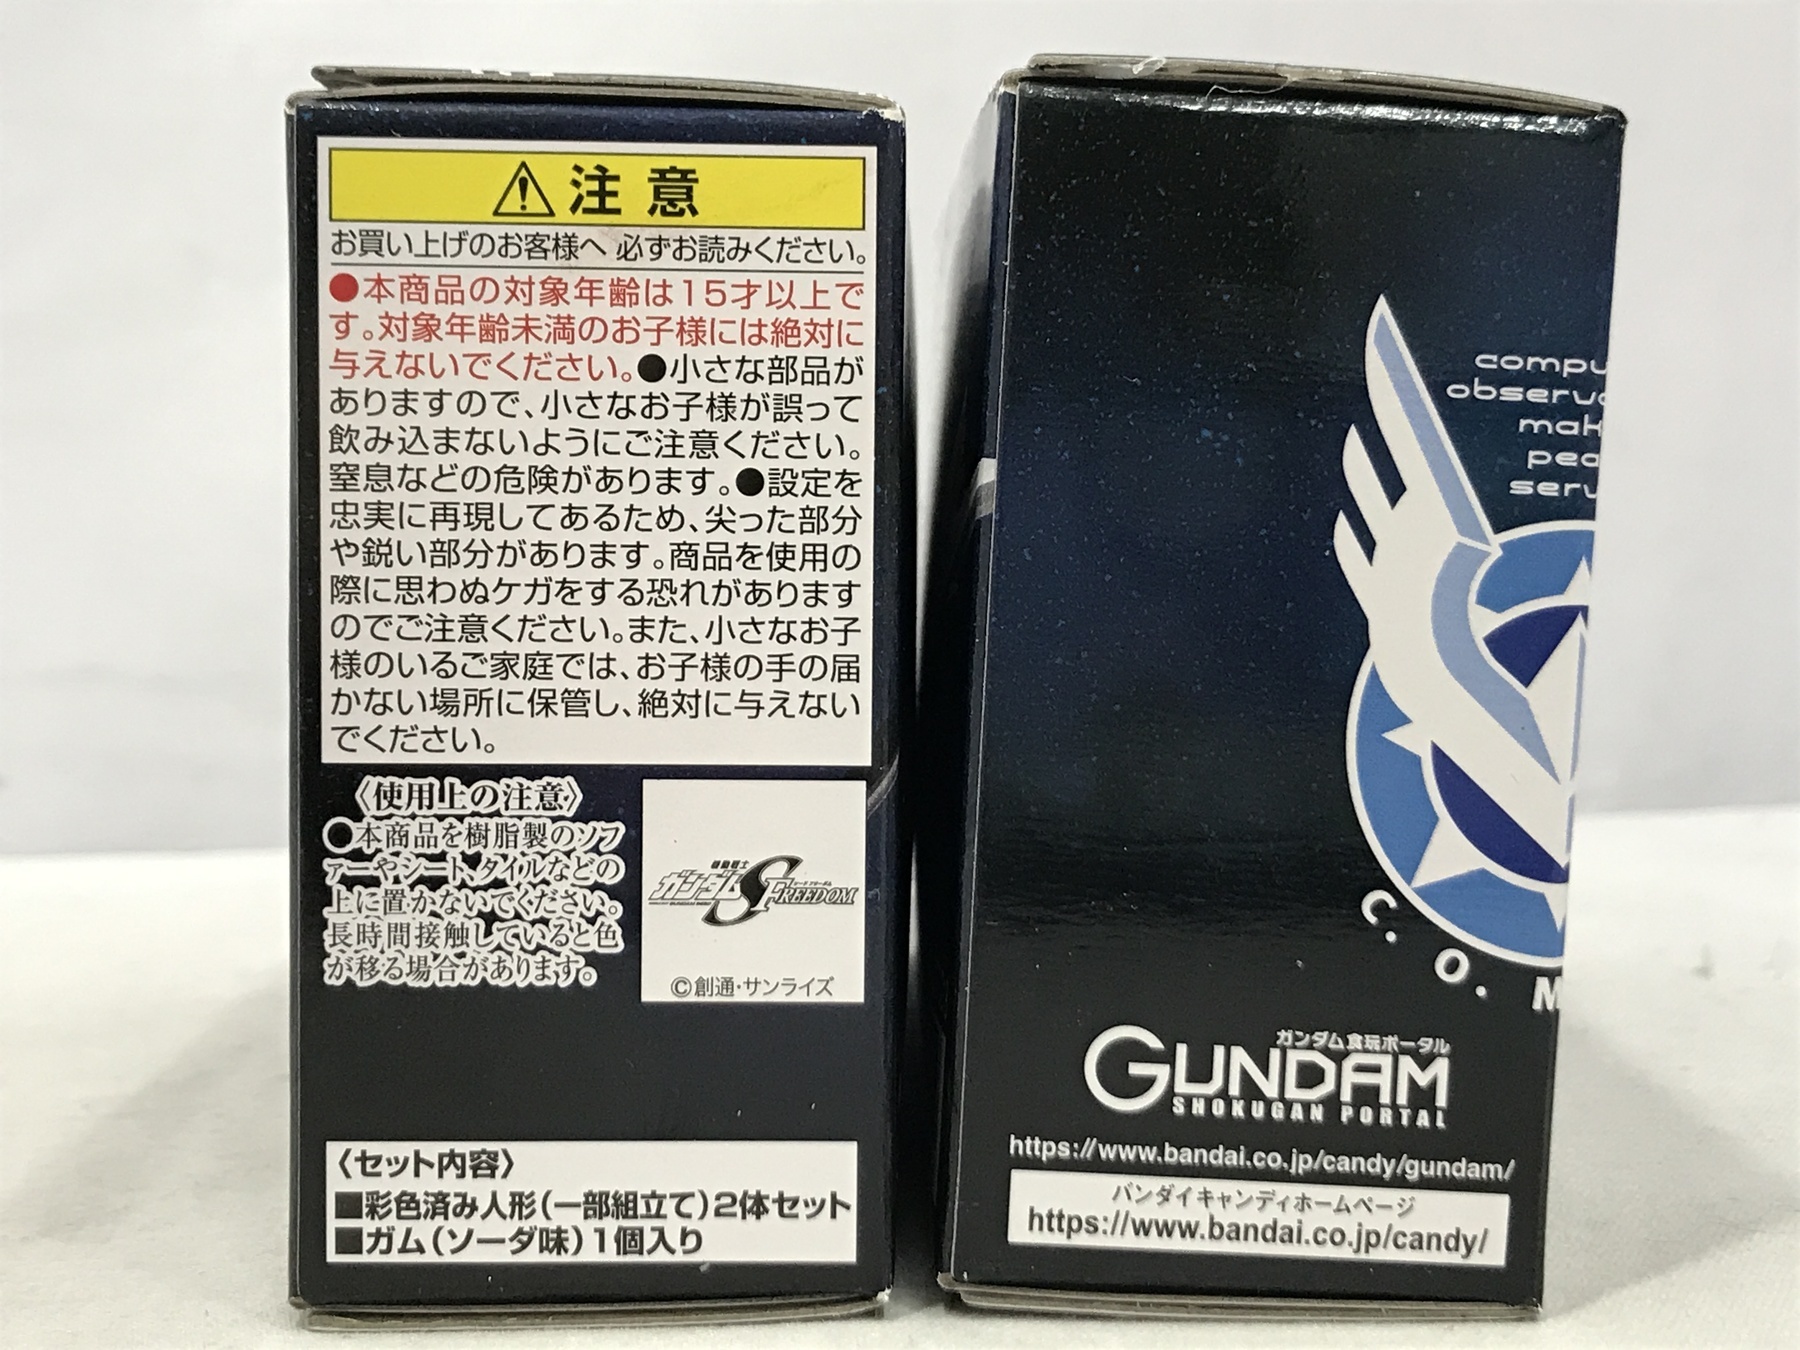 注意
お買い上げのお客様へ 必ずお読みください。
●本商品の対象年齢は15才以上で
す。対象年齢未満のお子様には絶対に
与えないでください。●小さな部品が
ありますので、小さなお子様が誤って
飲み込まないようにご注意ください。
窒息などの危険があります。●設定を
忠実に再現してあるため、尖った部分
や鋭い部分があります。商品を使用の
際に思わぬケガをする恐れがあります
のでご注意ください。また、小さなお子
様のいるご家庭では、お子様の手の届
かない場所に保管し、絶対に与えない
でください。
〈使用上の注意〉
●本商品を樹脂製のソフ
ァーやシート、タイルなどの
上に置かないでください。
長時間接触していると色
が移る場合があります。
機動戦士
ガンダムSEED FREEDOM
©創通・サンライズ
〈セット内容〉
■彩色済み人形(一部組立て)2体セット
■ガム(ソーダ味)1個入り
compu
observa
mak
pea
serv
C. O. M
ガンダム食玩ポータル
GUNDAM
SHOKUGAN PORTAL
https://www.bandai.co.jp/candy/gundam/
バンダイキャンディホームページ
https://www.bandai.co.jp/candy/